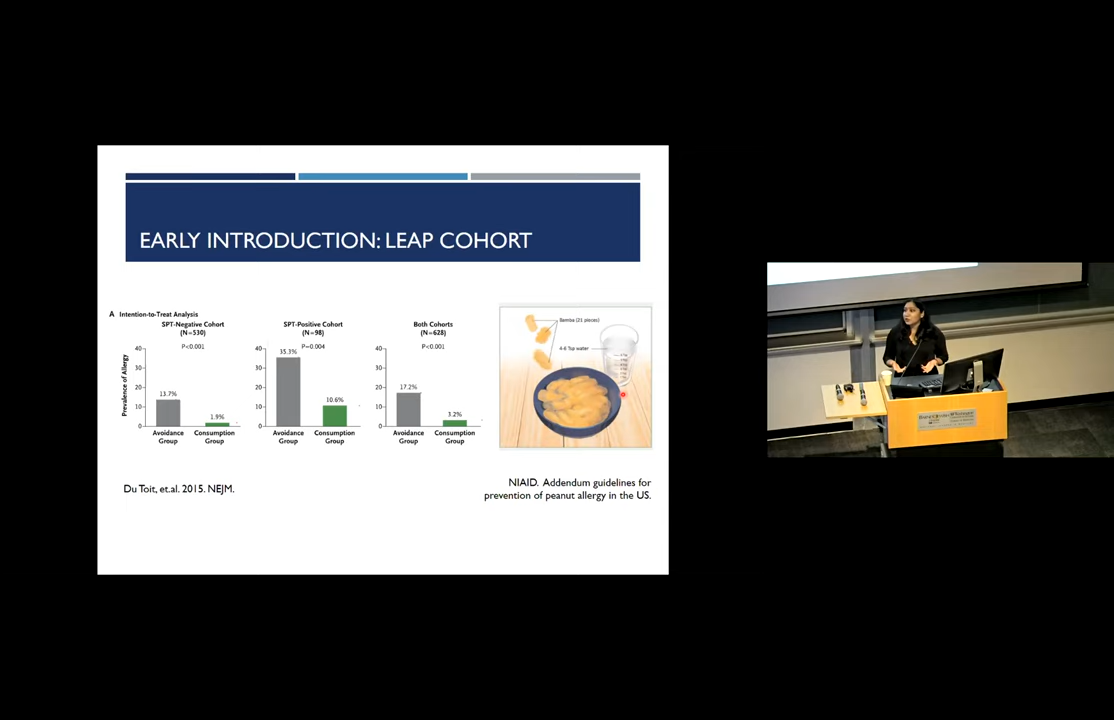 EARLY INTRODUCTION: LEAP COHORT
A Intention-to-Treat Analysis
SPT-Negative Cohort
(N=530)
P<0.001
Prevalence of Allergy
40
30
20
10
0
13.7%
1.9%
Avoidance
Group
Consumption
Group
SPT-Positive Cohort
(N=98)
P=0.004
40
30
20
10
0
35.3%
10.6%
Avoidance
Group
Consumption
Group
Both Cohorts
(N=628)
P<0.001
40
30
20
10
0
17.2%
3.2%
Avoidance
Group
Consumption
Group
Bamba (21 pieces)
4-6 Tsp water
Du Toit, et.al. 2015. NEJM.
NIAID. Addendum guidelines for
prevention of peanut allergy in the US.